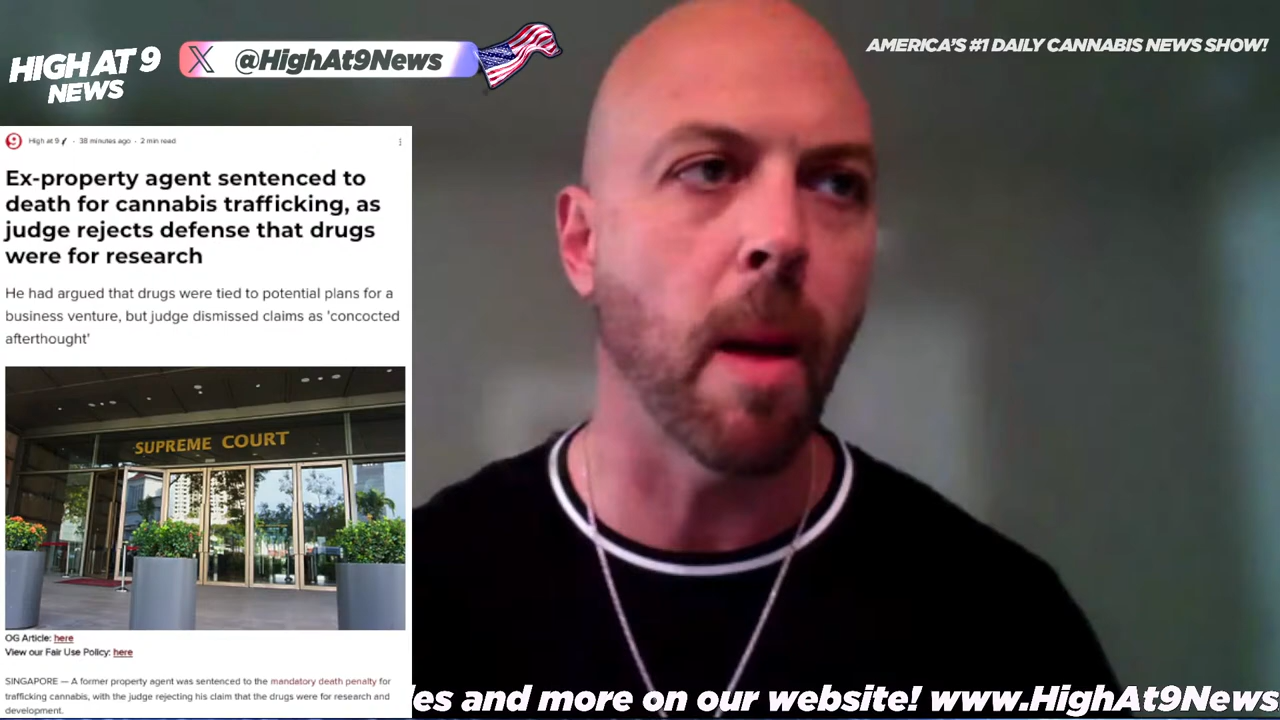 HIGH AT 9
NEWS
X @HighAt9News
AMERICA'S #1 DAILY CANNABIS NEWS SHOW!
9 High at 9 · 38 minutes ago · 2 min read
Ex-property agent sentenced to
death for cannabis trafficking, as
judge rejects defense that drugs
were for research
He had argued that drugs were tied to potential plans for a
business venture, but judge dismissed claims as 'concocted
afterthought'
SUPREME COURT
OG Article: here
View our Fair Use Policy: here
SINGAPORE — A former property agent was sentenced to the mandatory death penalty for
trafficking cannabis, with the judge rejecting his claim that the drugs were for research and
development.
les and more on our website! www.HighAt9News